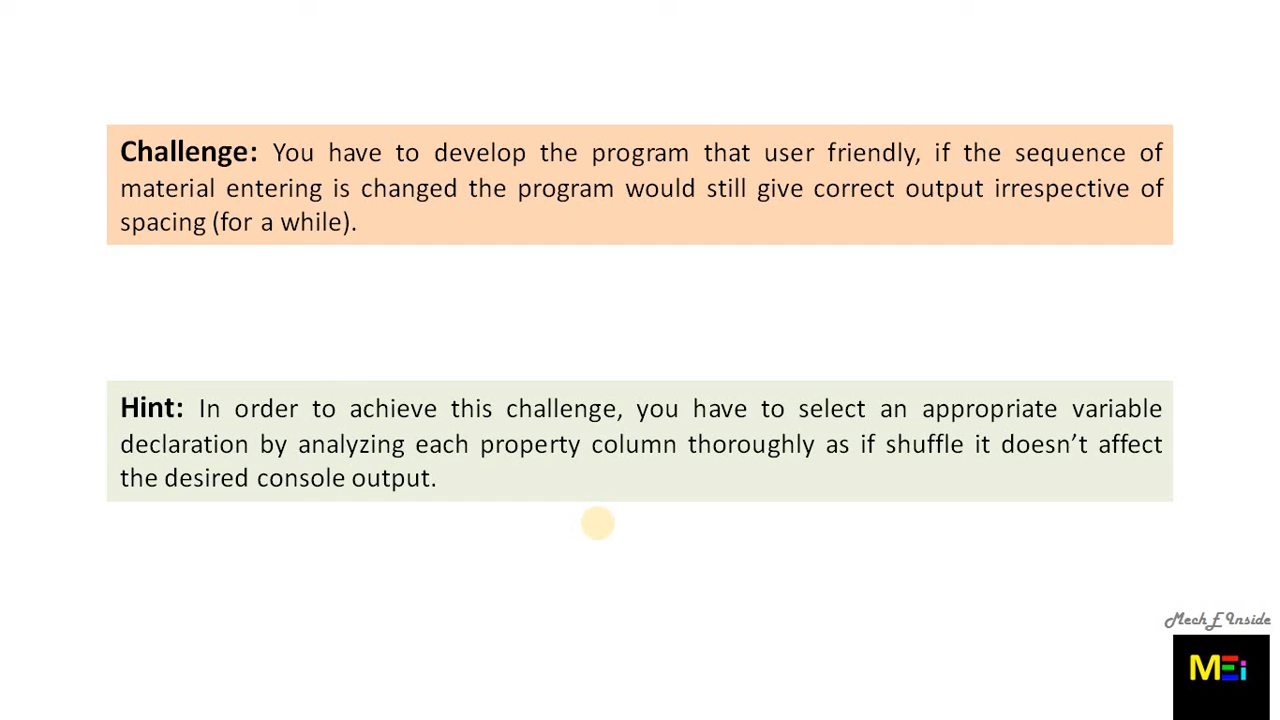 Challenge: You have to develop the program that user friendly, if the sequence of
material entering is changed the program would still give correct output irrespective of
spacing (for a while).
Hint: In order to achieve this challenge, you have to select an appropriate variable
declaration by analyzing each property column thoroughly as if shuffle it doesn’t affect
the desired console output.
Mech E Inside
MEi